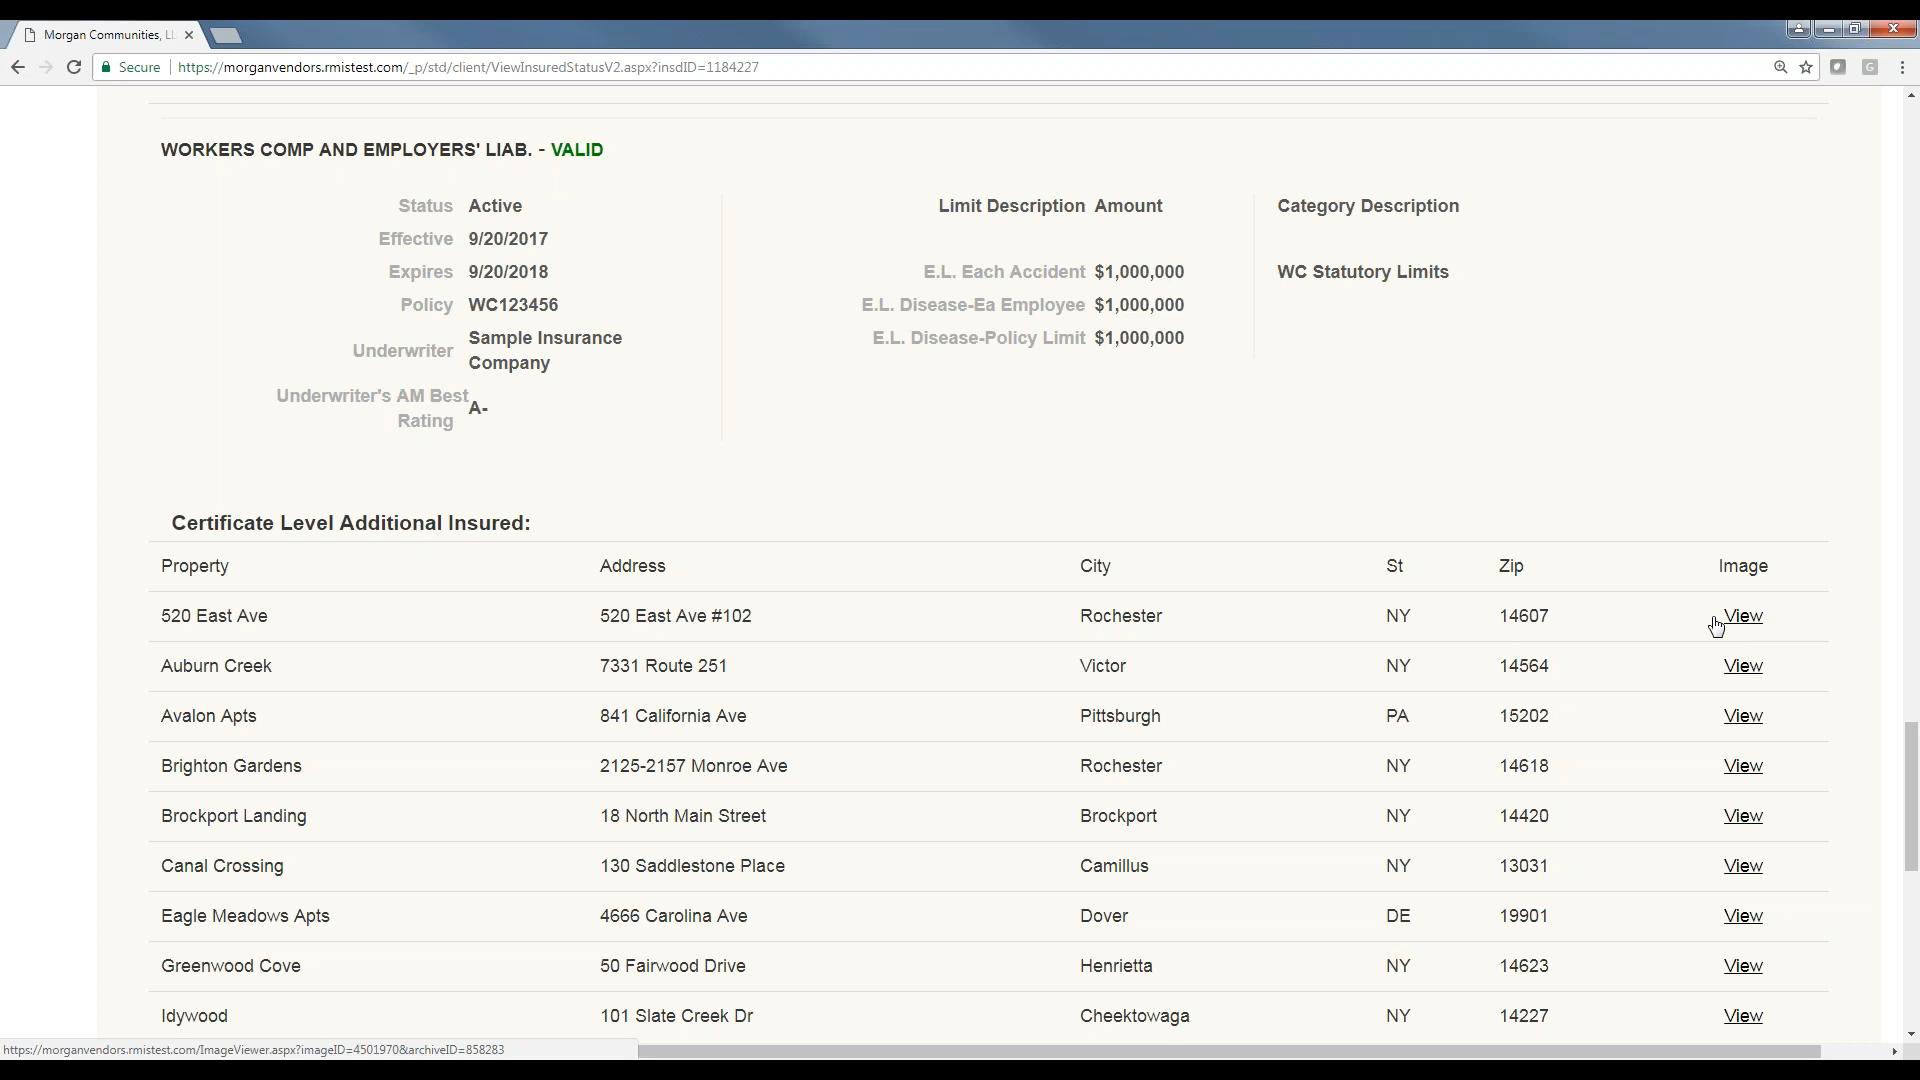 Morgan Communities, LL
Secure https://morganvendors.rmistest.com/_p/std/client/ViewInsuredStatusV2.aspx?insdID=1184227
G
WORKERS COMP AND EMPLOYERS' LIAB. - VALID
Status Active
Effective 9/20/2017
Expires 9/20/2018
Policy WC123456
Underwriter Sample Insurance
Company
Underwriter's AM Best
Rating A-
Limit Description Amount
E.L. Each Accident $1,000,000
E.L. Disease-Ea Employee $1,000,000
E.L. Disease-Policy Limit $1,000,000
Category Description
WC Statutory Limits
Certificate Level Additional Insured:
Property Address City St Zip Image
520 East Ave 520 East Ave #102 Rochester NY 14607 View
Auburn Creek 7331 Route 251 Victor NY 14564 View
Avalon Apts 841 California Ave Pittsburgh PA 15202 View
Brighton Gardens 2125-2157 Monroe Ave Rochester NY 14618 View
Brockport Landing 18 North Main Street Brockport NY 14420 View
Canal Crossing 130 Saddlestone Place Camillus NY 13031 View
Eagle Meadows Apts 4666 Carolina Ave Dover DE 19901 View
Greenwood Cove 50 Fairwood Drive Henrietta NY 14623 View
Idywood 101 Slate Creek Dr Cheektowaga NY 14227 View
https://morganvendors.rmistest.com/ImageViewer.aspx?imageID=4501970&archiveID=858283